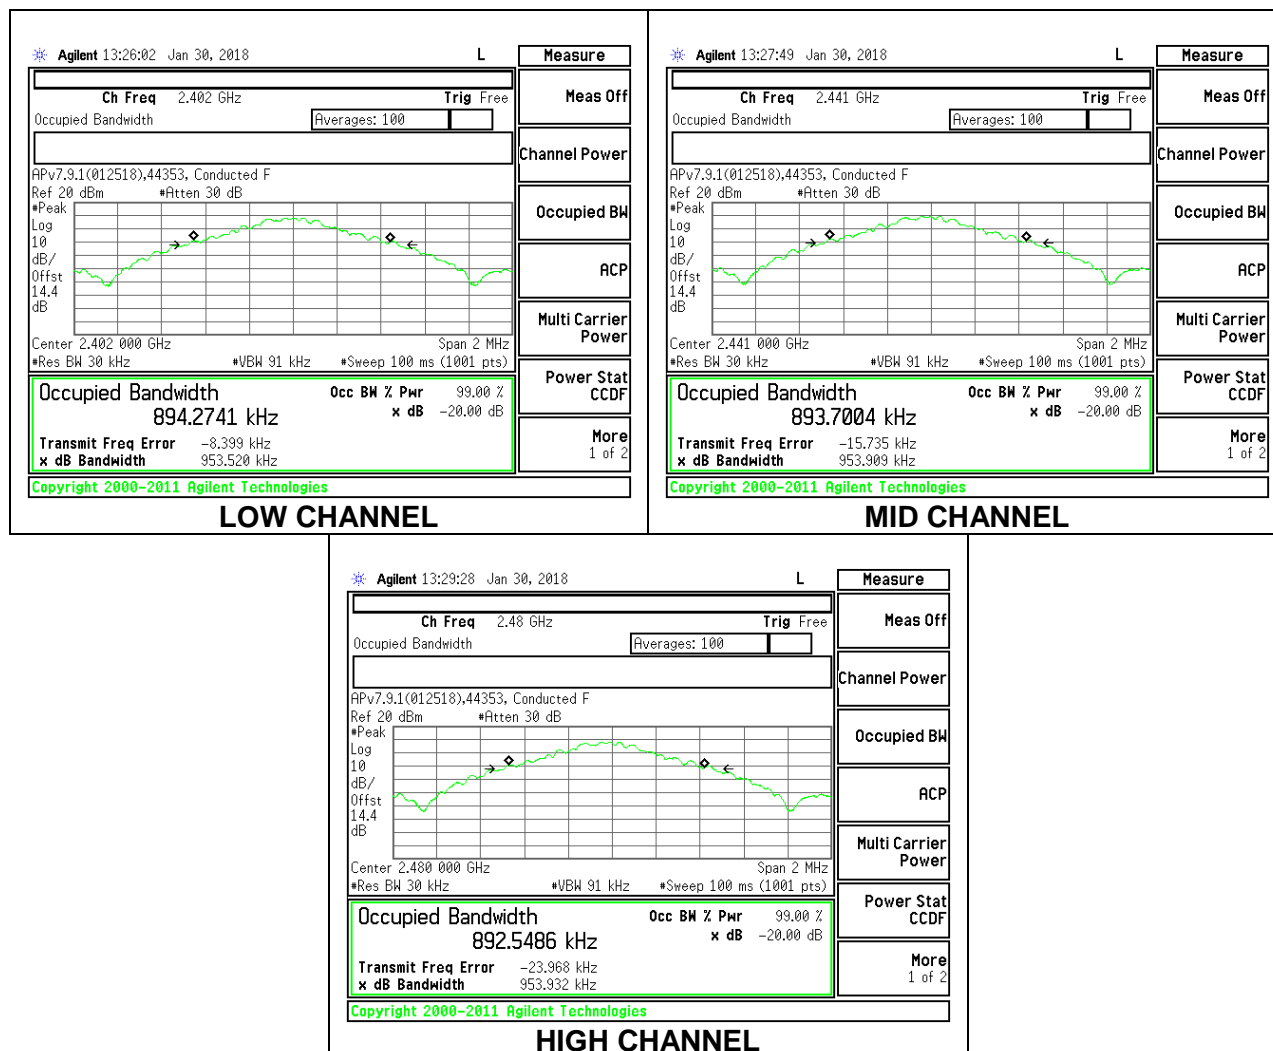 Agilent 13:26:02 Jan 30, 2018 L Measure
Ch Freq 2.402 GHz Trig Free
Occupied Bandwidth Averages: 100
APv7.9.1(012518),44353, Conducted F
Ref 20 dBm #Atten 30 dB
#Peak
Log
10
dB/
Offst
14.4
dB
Center 2.402 000 GHz Span 2 MHz
#Res BW 30 kHz #VBW 91 kHz #Sweep 100 ms (1001 pts)
Occupied Bandwidth Occ BW % Pwr 99.00 %
894.2741 kHz x dB -20.00 dB
Transmit Freq Error -8.399 kHz
x dB Bandwidth 953.520 kHz
Copyright 2000-2011 Agilent Technologies
Meas Off
Channel Power
Occupied BW
ACP
Multi Carrier
Power
Power Stat
CCDF
More
1 of 2
LOW CHANNEL
Agilent 13:27:49 Jan 30, 2018 L Measure
Ch Freq 2.441 GHz Trig Free
Occupied Bandwidth Averages: 100
APv7.9.1(012518),44353, Conducted F
Ref 20 dBm #Atten 30 dB
#Peak
Log
10
dB/
Offst
14.4
dB
Center 2.441 000 GHz Span 2 MHz
#Res BW 30 kHz #VBW 91 kHz #Sweep 100 ms (1001 pts)
Occupied Bandwidth Occ BW % Pwr 99.00 %
893.7004 kHz x dB -20.00 dB
Transmit Freq Error -15.735 kHz
x dB Bandwidth 953.909 kHz
Copyright 2000-2011 Agilent Technologies
Meas Off
Channel Power
Occupied BW
ACP
Multi Carrier
Power
Power Stat
CCDF
More
1 of 2
MID CHANNEL
Agilent 13:29:28 Jan 30, 2018 L Measure
Ch Freq 2.48 GHz Trig Free
Occupied Bandwidth Averages: 100
APv7.9.1(012518),44353, Conducted F
Ref 20 dBm #Atten 30 dB
#Peak
Log
10
dB/
Offst
14.4
dB
Center 2.480 000 GHz Span 2 MHz
#Res BW 30 kHz #VBW 91 kHz #Sweep 100 ms (1001 pts)
Occupied Bandwidth Occ BW % Pwr 99.00 %
892.5486 kHz x dB -20.00 dB
Transmit Freq Error -23.968 kHz
x dB Bandwidth 953.932 kHz
Copyright 2000-2011 Agilent Technologies
Meas Off
Channel Power
Occupied BW
ACP
Multi Carrier
Power
Power Stat
CCDF
More
1 of 2
HIGH CHANNEL